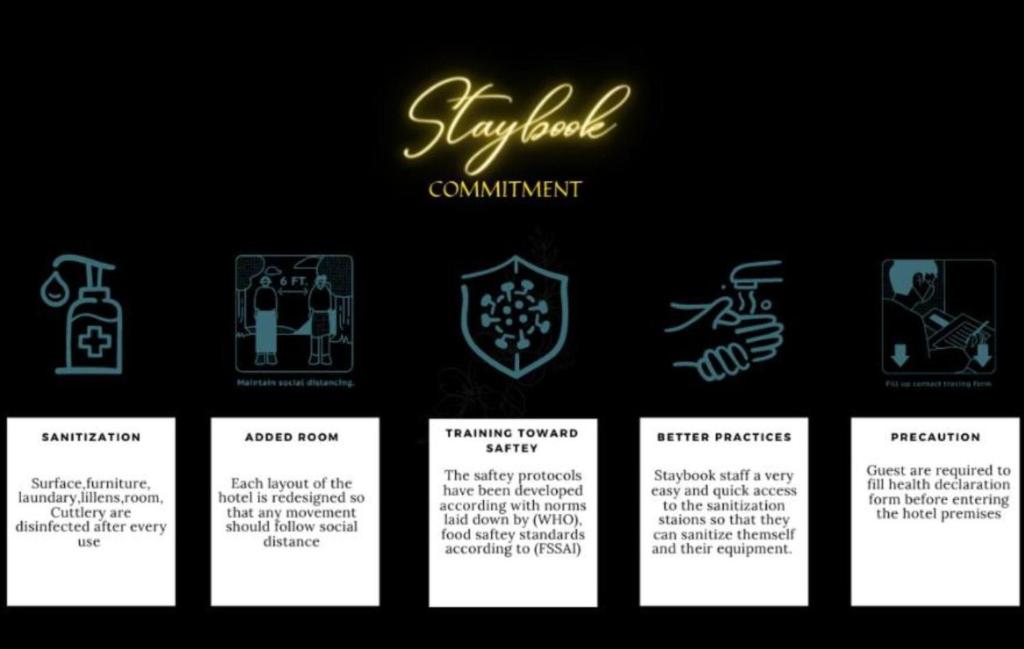 Staybook
COMMITMENT
6 FT.
Maintain social distancing.
Fill up contact tracing form
SANITIZATION
Surface,furniture,
laundary,lillens,room,
Cuttlery are
disinfected after every
use
ADDED ROOM
Each layout of the
hotel is redesigned so
that any movement
should follow social
distance
TRAINING TOWARD
SAFTEY
The saftey protocols
have been developed
according with norms
laid down by (WHO),
food saftey standards
according to (FSSAI)
BETTER PRACTICES
Staybook staff a very
easy and quick access
to the sanitization
staions so that they
can sanitize themself
and their equipment.
PRECAUTION
Guest are required to
fill health declaration
form before entering
the hotel premises